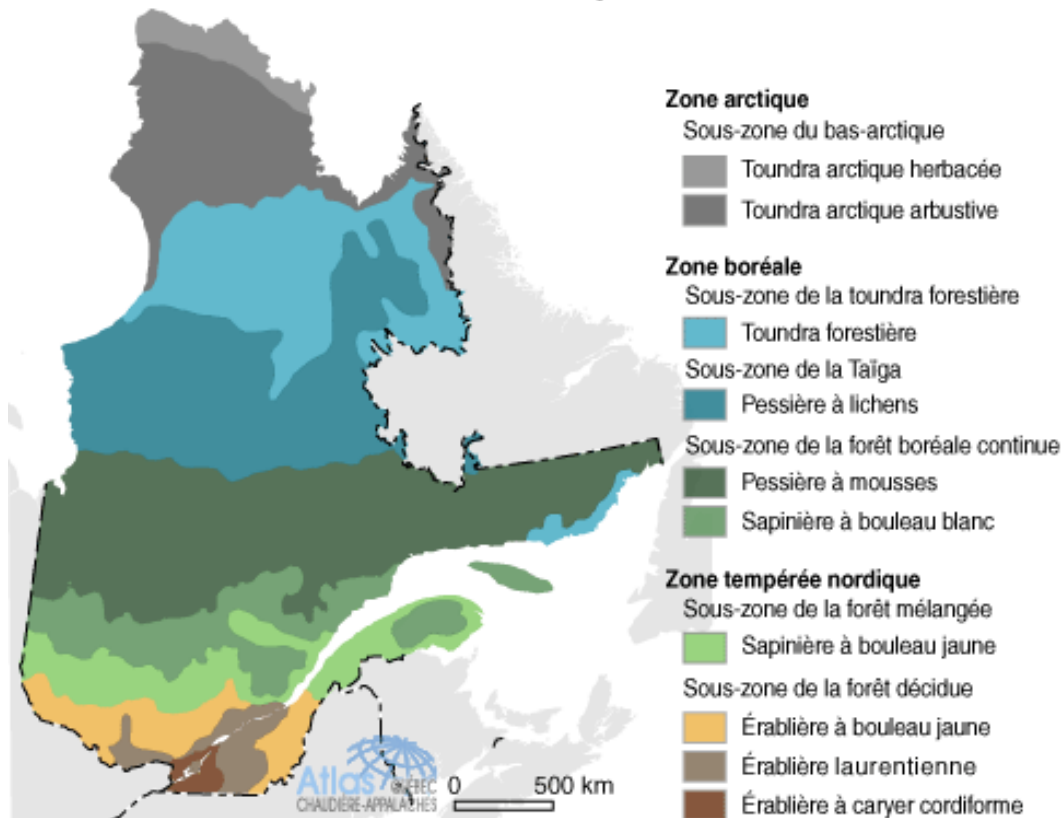 Zone arctique
Sous-zone du bas-arctique
Toundra arctique herbacée
Toundra arctique arbustive
Zone boréale
Sous-zone de la toundra forestière
Toundra forestière
Sous-zone de la Taïga
Pessière à lichens
Sous-zone de la forêt boréale continue
Pessière à mousses
Sapinière à bouleau blanc
Zone tempérée nordique
Sous-zone de la forêt mélangée
Sapinière à bouleau jaune
Sous-zone de la forêt décidue
Érablière à bouleau jaune
Érablière laurentienne
Érablière à caryer cordiforme
Atlas QUÉBEC
CHAUDIÈRE-APPALACHES
0 500 km